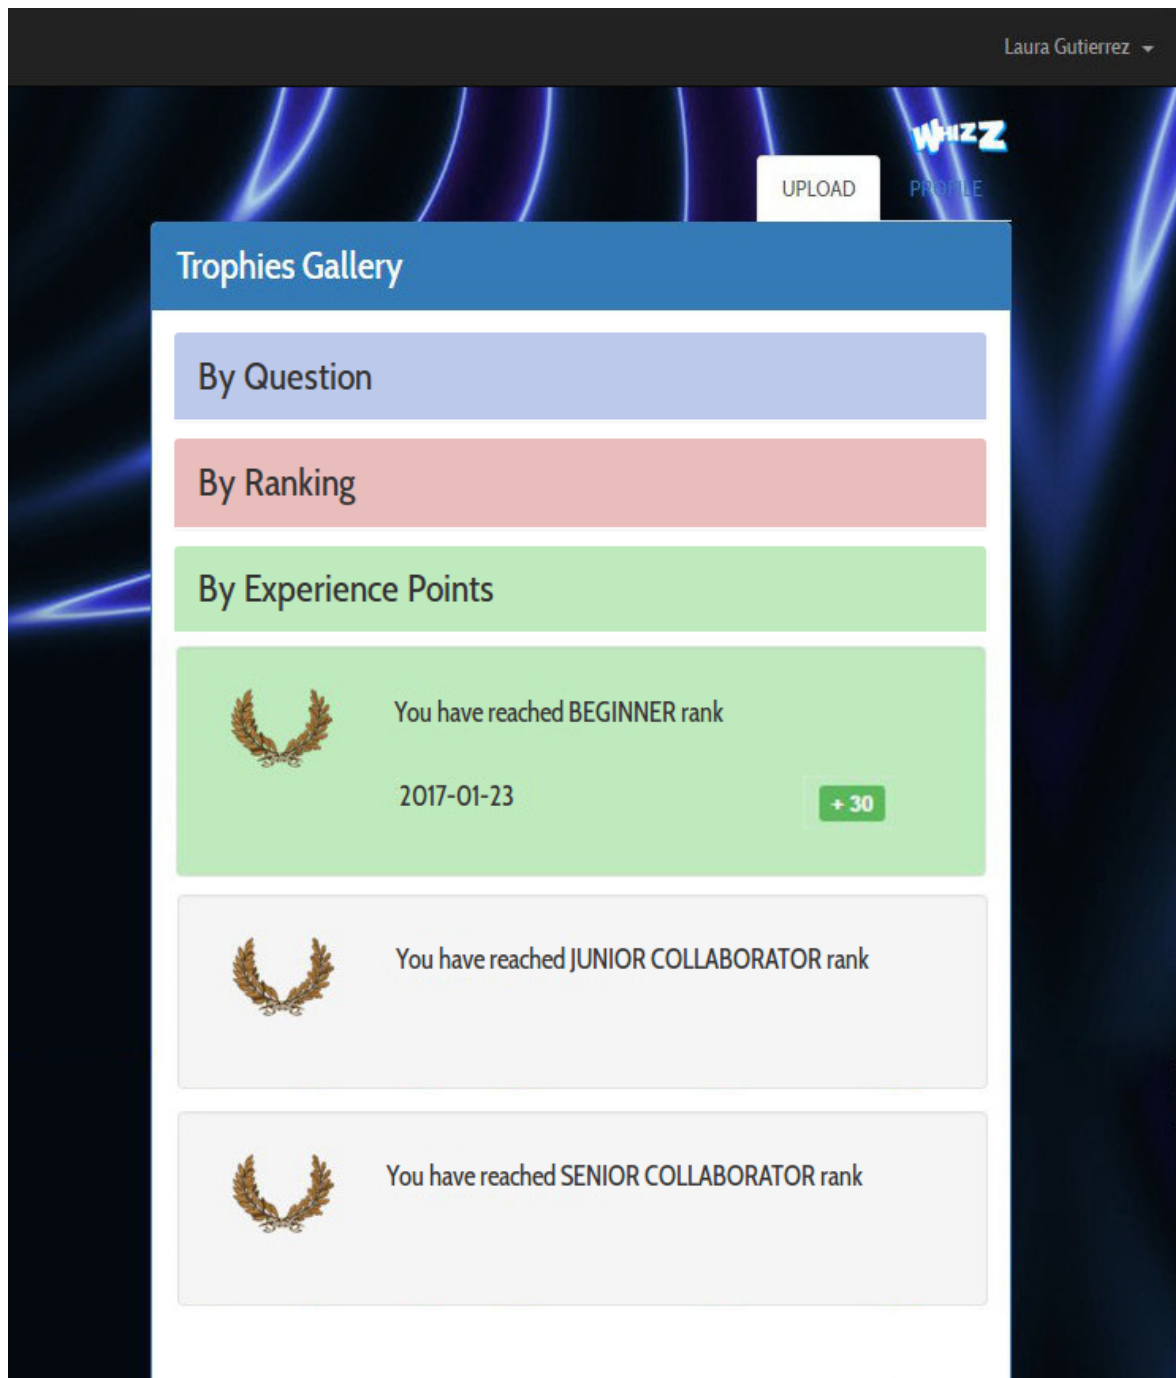 Laura Gutierrez
WHIZZ
UPLOAD PROFILE
Trophies Gallery
By Question
By Ranking
By Experience Points
You have reached BEGINNER rank
2017-01-23 + 30
You have reached JUNIOR COLLABORATOR rank
You have reached SENIOR COLLABORATOR rank